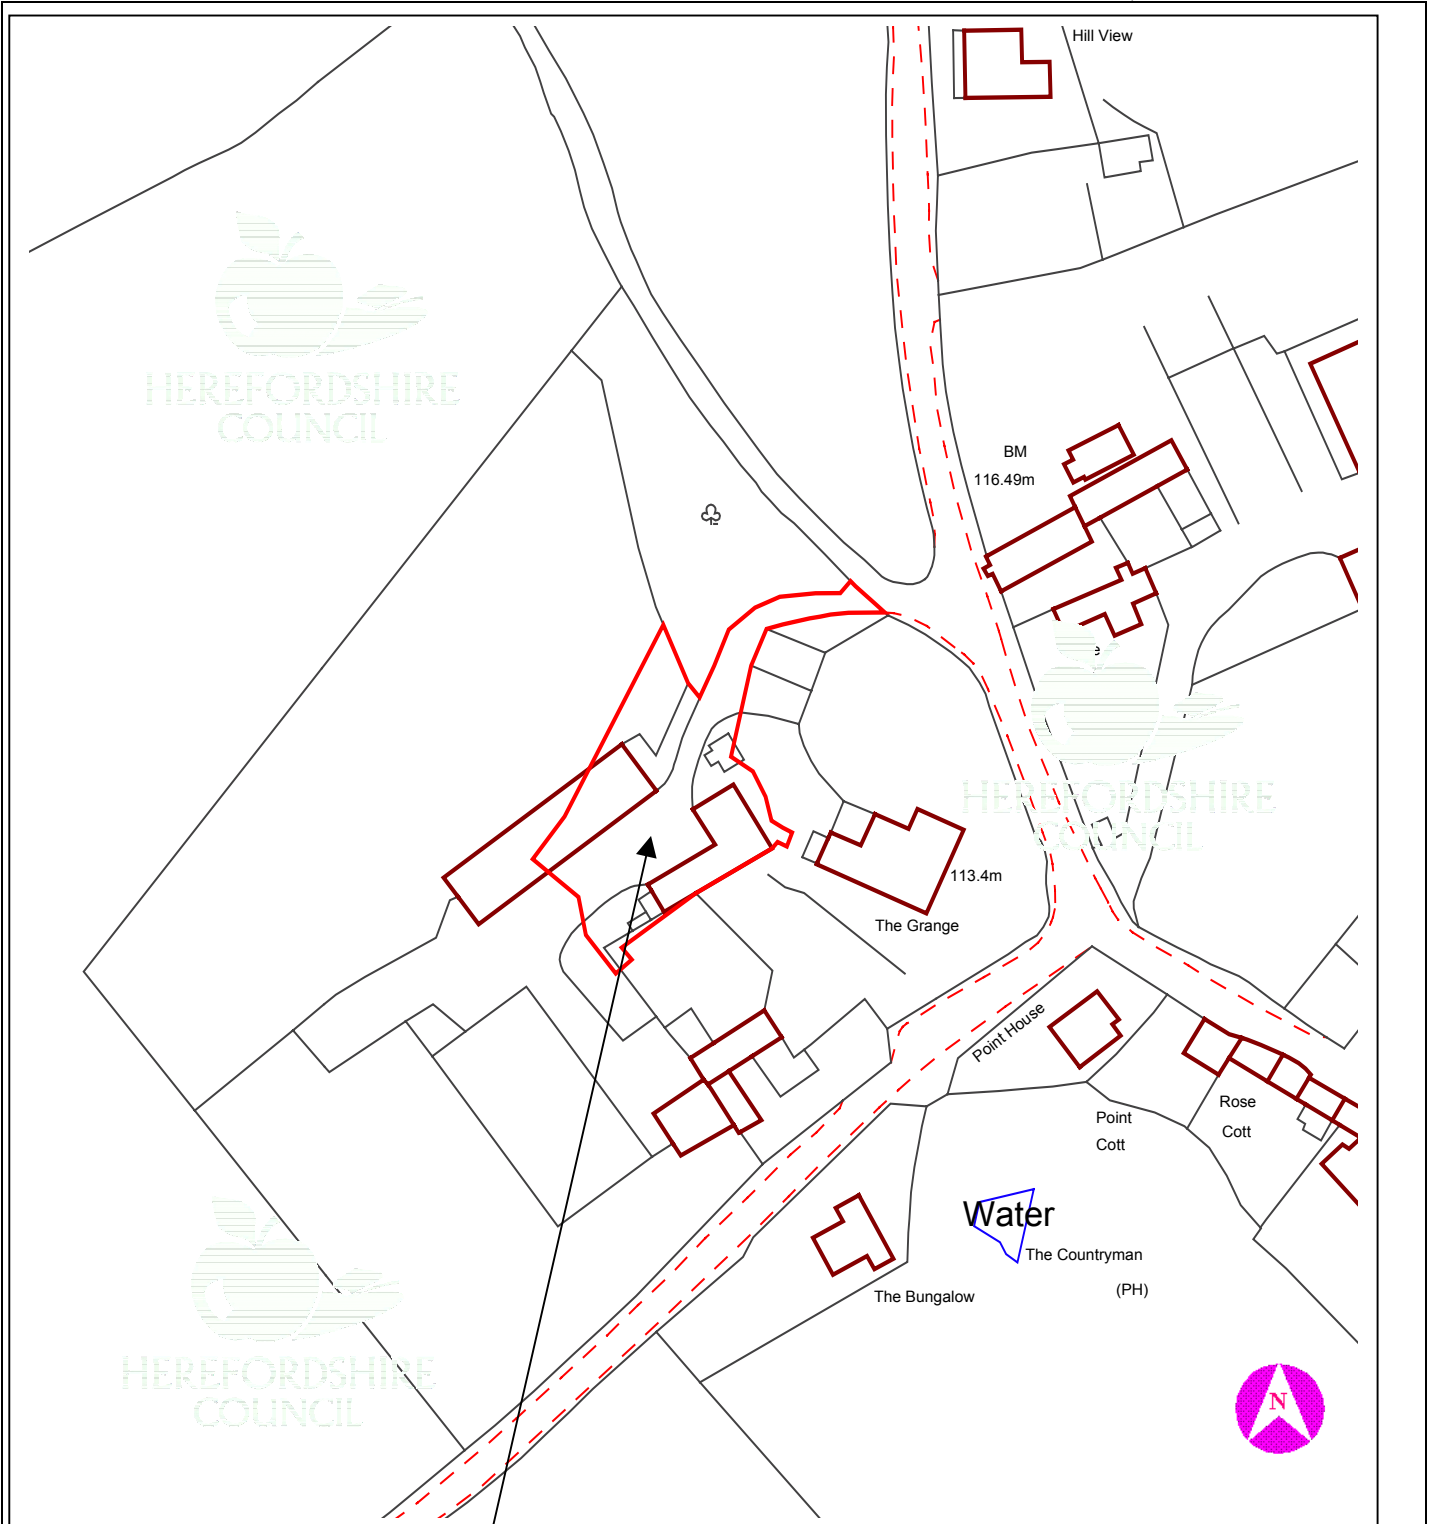 Hill View
HEREFORDSHIRE
COUNCIL
BM
116.49m
e
HEREFORDSHIRE
COUNCIL
113.4m
The Grange
Point House
Rose
Cott
Point
Cott
Water
The Countryman
(PH)
The Bungalow
HEREFORDSHIRE
COUNCIL
N